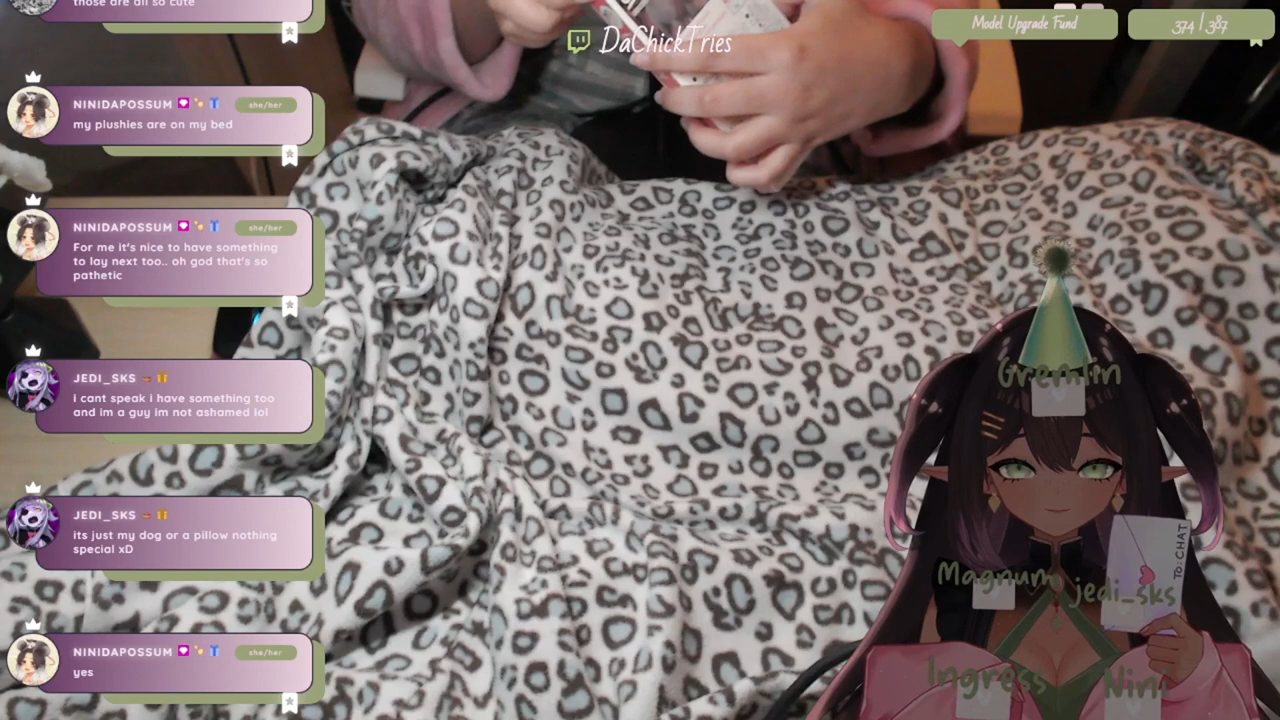 those are all so cute
NINIDAPOSSUM she/her
my plushies are on my bed
NINIDAPOSSUM she/her
For me it's nice to have something
to lay next too.. oh god that's so
pathetic
JEDI_SKS
i cant speak i have something too
and im a guy im not ashamed lol
JEDI_SKS
its just my dog or a pillow nothing
special xD
NINIDAPOSSUM she/her
yes
DaChickTries
Model Upgrade Fund
374 / 387
Gremlin
TO: CHAT
Magnum
jedi_sks
Ingress
Nini